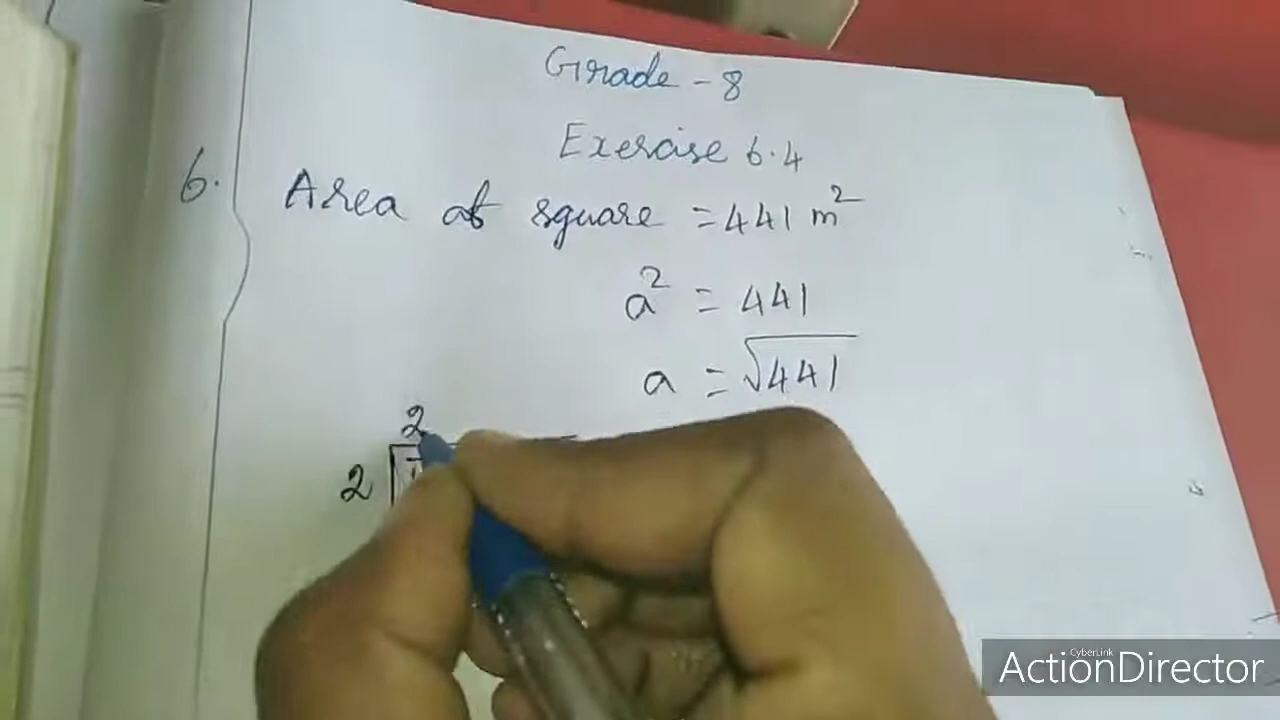 Grade - 8
Exercise 6.4
6. Area of square = 441 m²
a² = 441
a = √441
2
2
CyberLink
ActionDirector